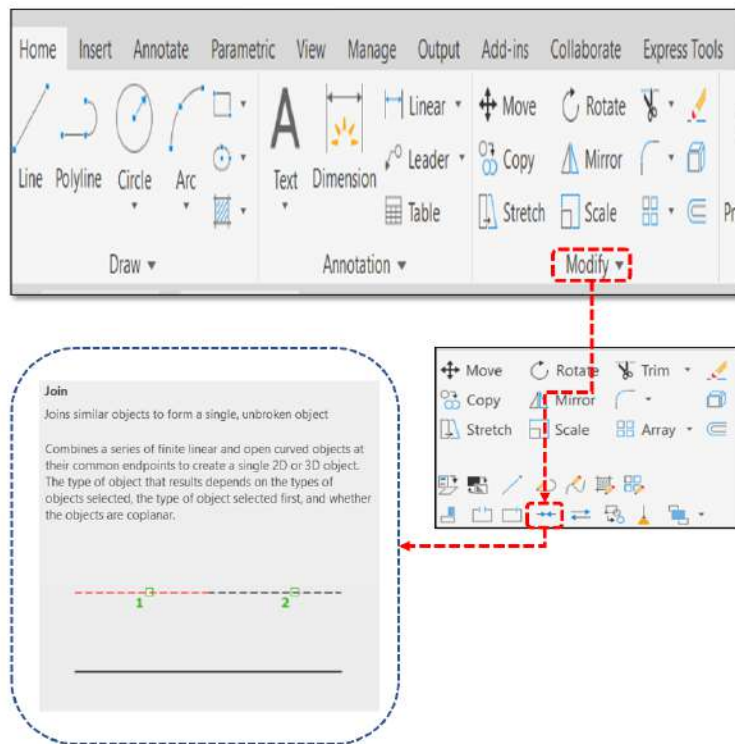 Home Insert Annotate Parametric View Manage Output Add-ins Collaborate Express Tools
Line Polyline Circle Arc
Text Dimension
Linear
Leader
Table
Move Rotate
Copy Mirror
Stretch Scale
Draw Annotation Modify
Move Rotate Trim
Copy Mirror
Stretch Scale Array
Join
Joins similar objects to form a single, unbroken object
Combines a series of finite linear and open curved objects at
their common endpoints to create a single 2D or 3D object.
The type of object that results depends on the types of
objects selected, the type of object selected first, and whether
the objects are coplanar.
1 2